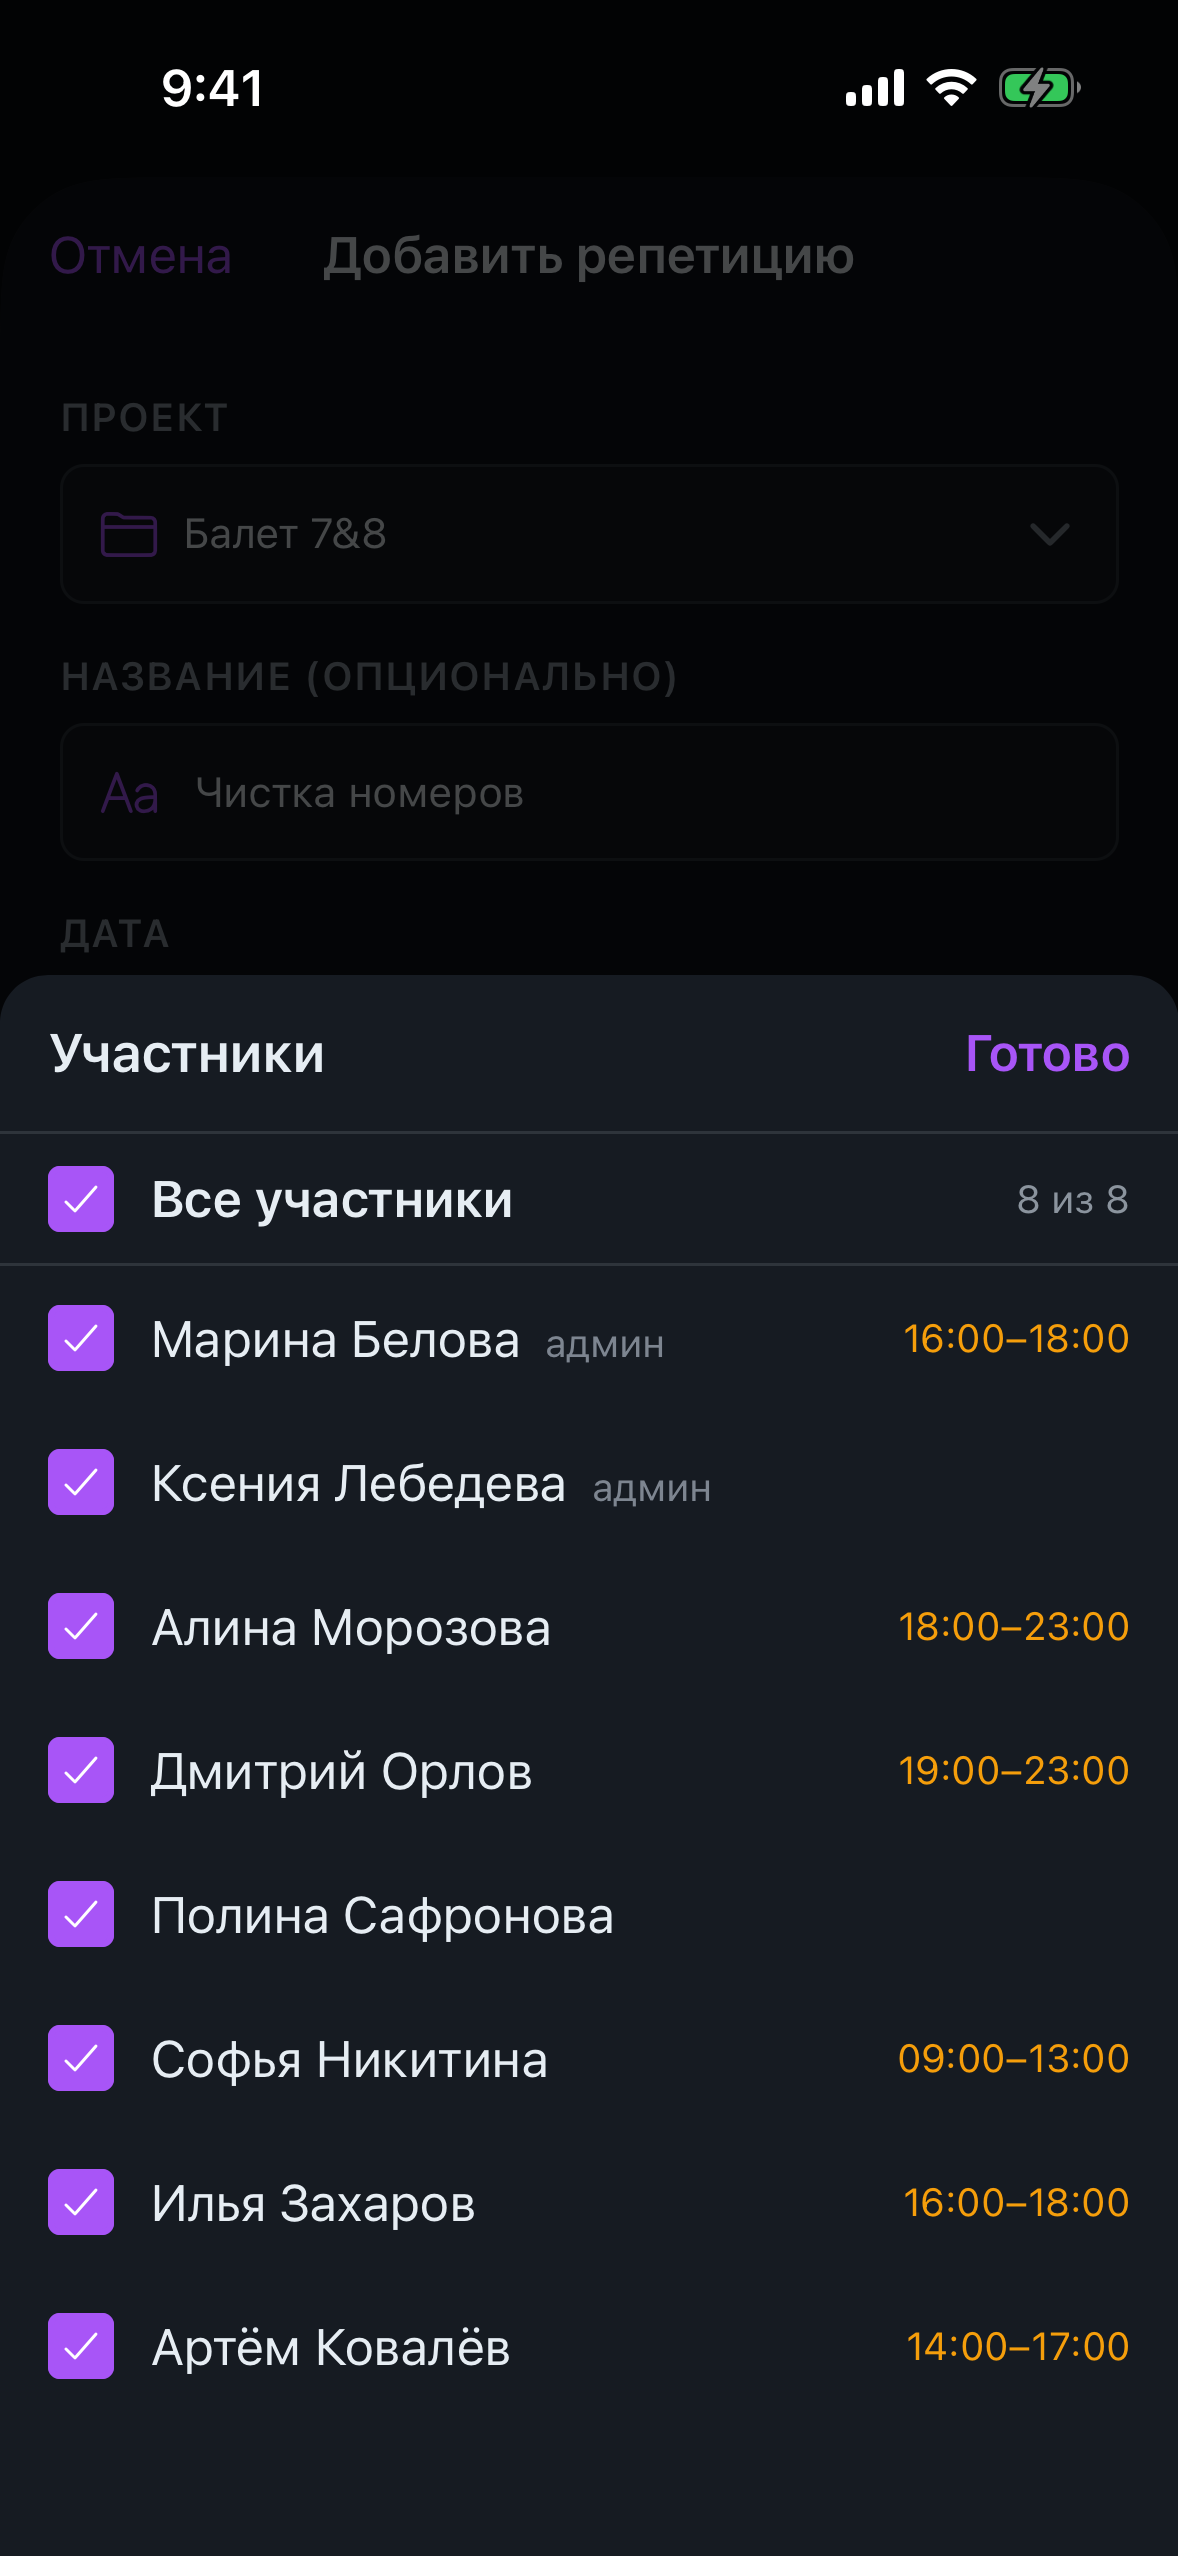 9:41
Отмена Добавить репетицию
ПРОЕКТ
Балет 7&8
НАЗВАНИЕ (ОПЦИОНАЛЬНО)
Aa Чистка номеров
ДАТА
Участники Готово
Все участники 8 из 8
Марина Белова админ 16:00–18:00
Ксения Лебедева админ
Алина Морозова 18:00–23:00
Дмитрий Орлов 19:00–23:00
Полина Сафронова
Софья Никитина 09:00–13:00
Илья Захаров 16:00–18:00
Артём Ковалёв 14:00–17:00